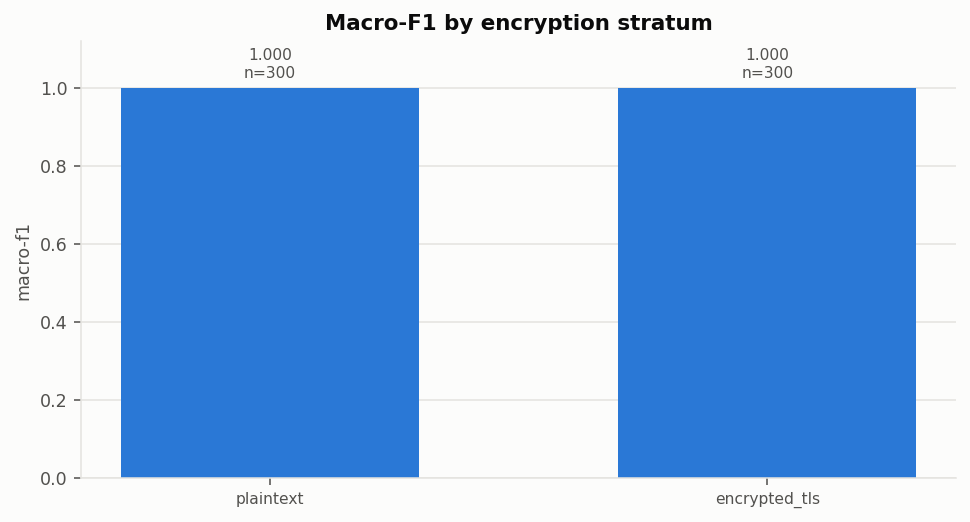 Macro-F1 by encryption stratum
1.000
n=300
1.000
n=300
macro-f1
1.0
0.8
0.6
0.4
0.2
0.0
plaintext
encrypted_tls